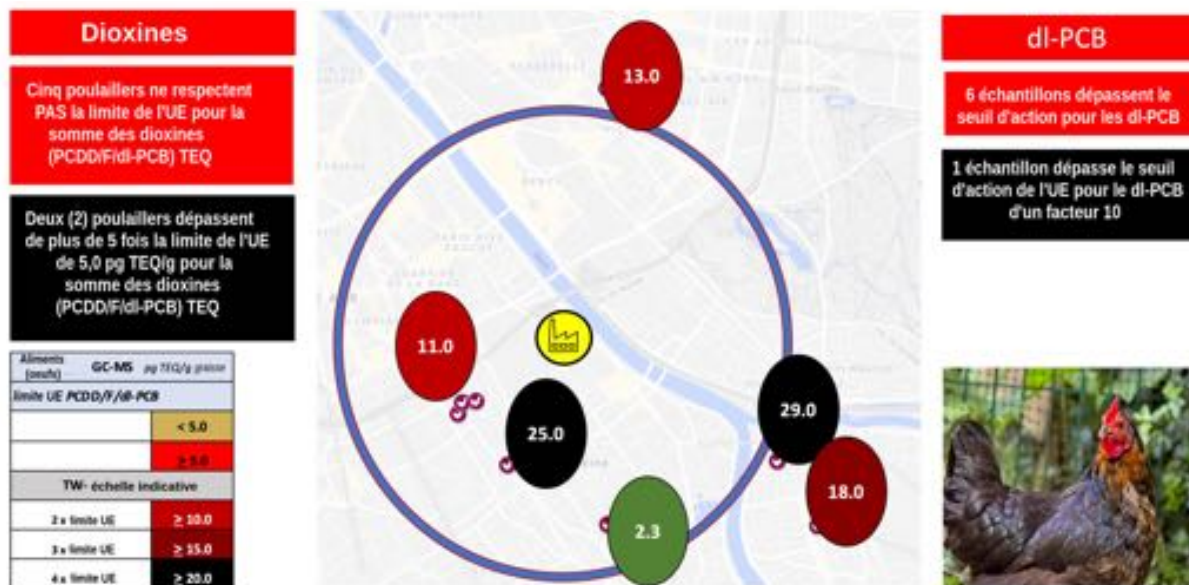 Dioxines
Cinq poulaillers ne respectent
PAS la limite de l'UE pour la
somme des dioxines
(PCDD/F/dl-PCB) TEQ
Deux (2) poulaillers dépassent
de plus de 5 fois la limite de l'UE
de 5,0 pg TEQ/g pour la
somme des dioxines
(PCDD/F/dl-PCB) TEQ
Aliments
(oeufs) GC-MS pg TEQ/g graisse
limite UE PCDD/F/dl-PCB
< 5.0
≥ 5.0
TW- échelle indicative
2 x limite UE ≥ 10.0
3 x limite UE ≥ 15.0
4 x limite UE ≥ 20.0
13.0
11.0
25.0
29.0
18.0
2.3
dl-PCB
6 échantillons dépassent le
seuil d'action pour les dl-PCB
1 échantillon dépasse le seuil
d'action de l'UE pour le dl-PCB
d'un facteur 10